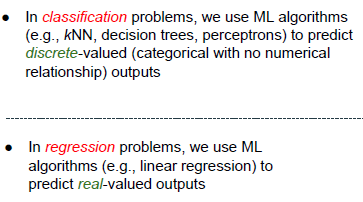 ● In classification problems, we use ML algorithms
(e.g., kNN, decision trees, perceptrons) to predict
discrete-valued (categorical with no numerical
relationship) outputs
● In regression problems, we use ML
algorithms (e.g., linear regression) to
predict real-valued outputs